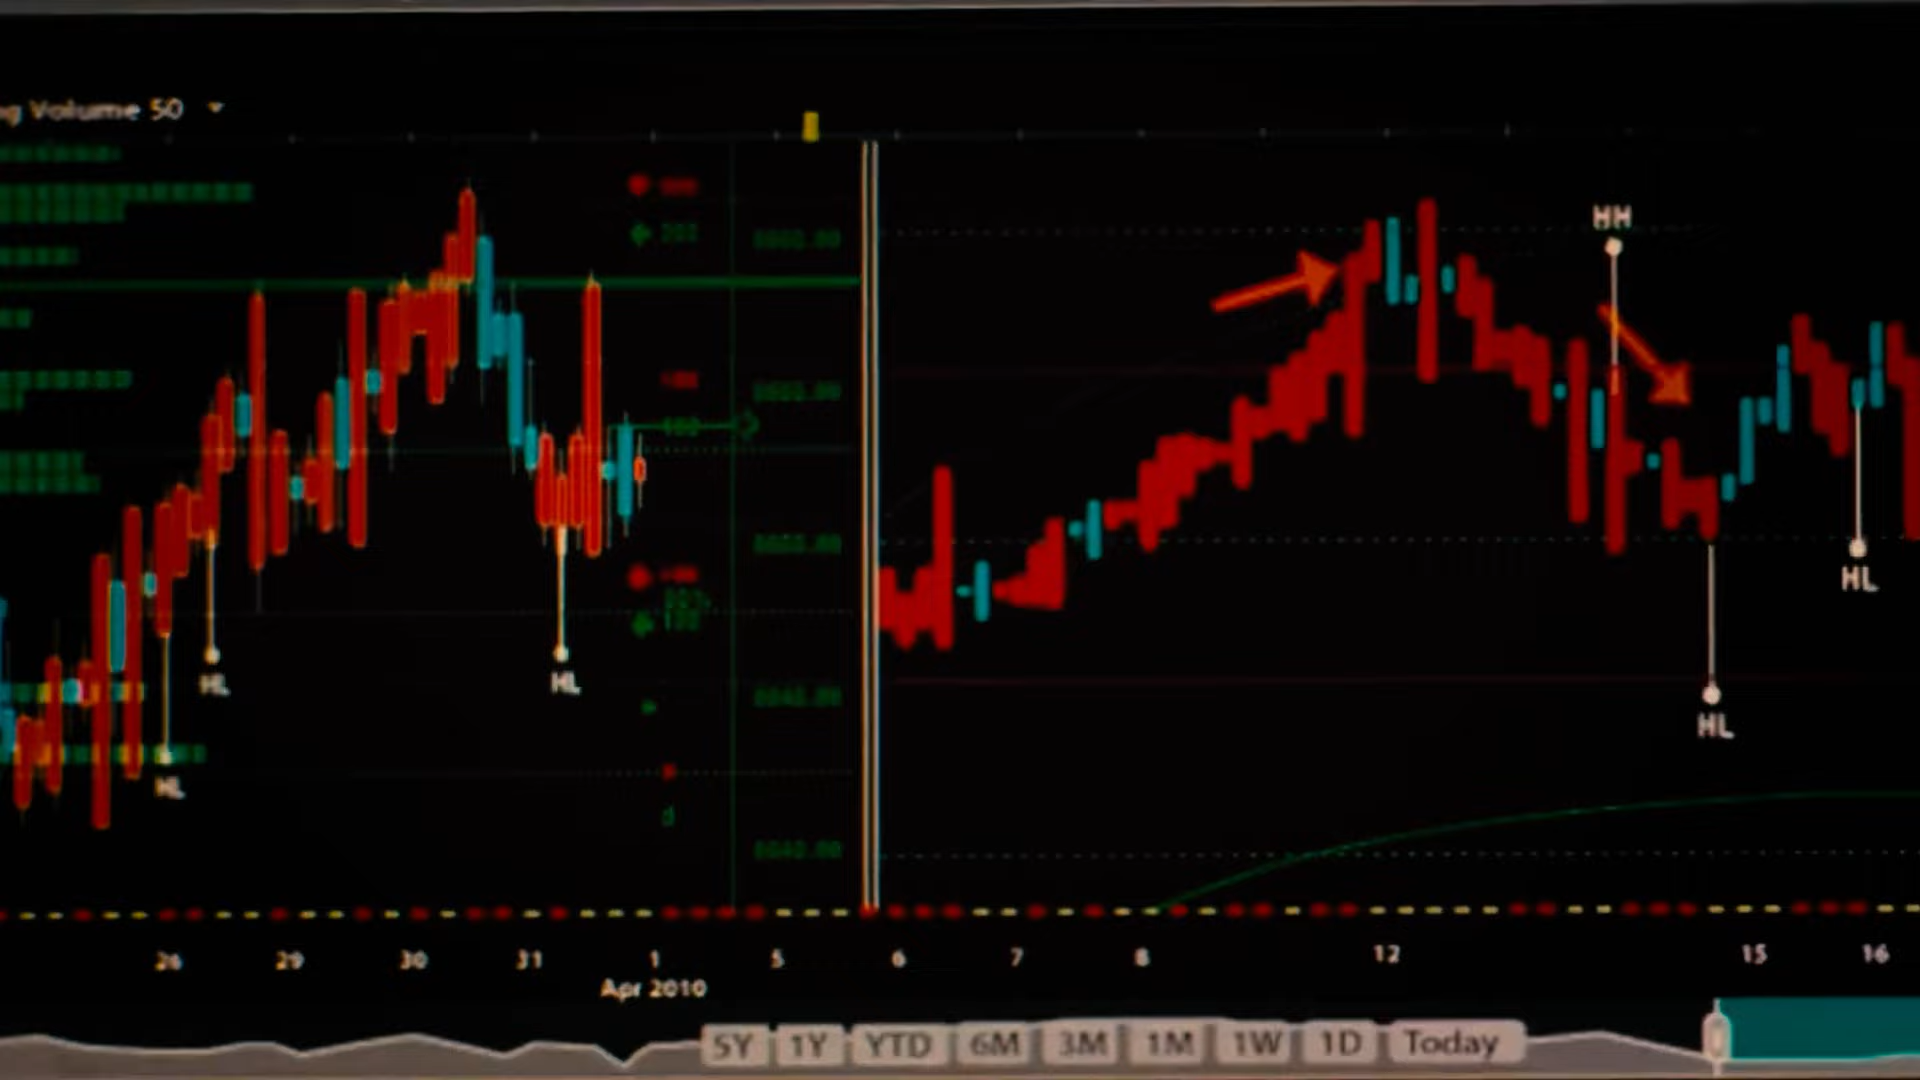 ng Volume 50
HH
HL
HL
HL
HL
HL
26 29 30 31 1 5 6 7 8 12 15 16
Apr 2010
5Y 1Y YTD 6M 3M 1M 1W 1D Today